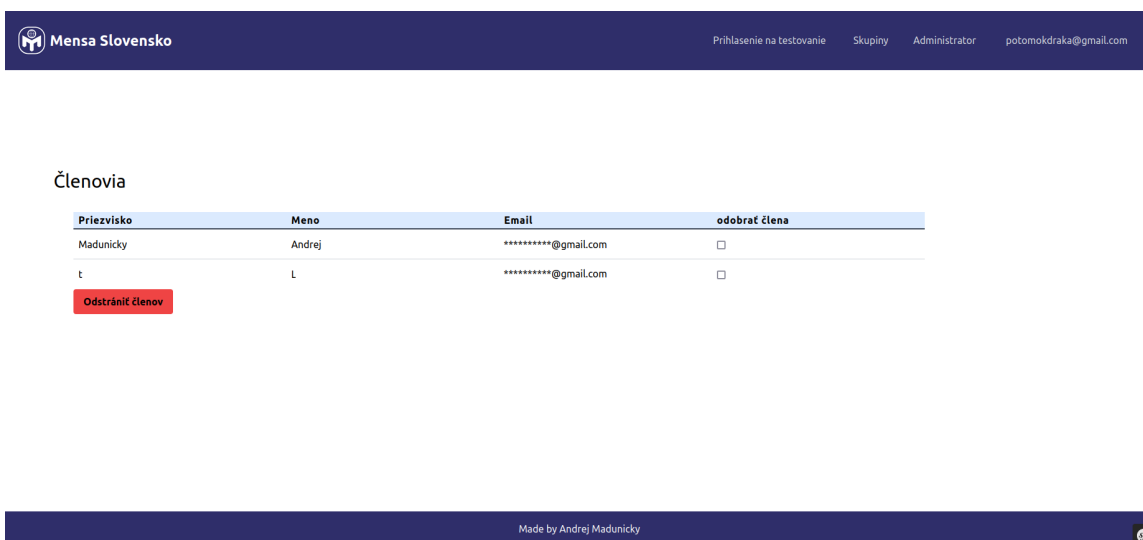 Mensa Slovensko Prihlasenie na testovanie Skupiny Administrator potomokdraka@gmail.com
Členovia
Priezvisko Meno Email odobrať člena
Madunicky Andrej **********@gmail.com
t L **********@gmail.com
Odstrániť členov
Made by Andrej Madunicky